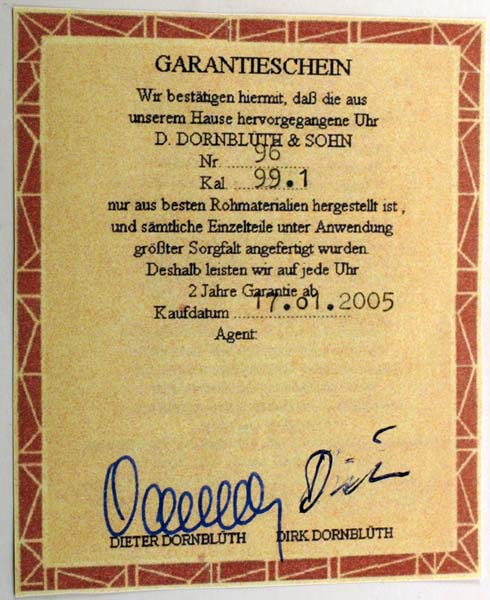 GARANTIESCHEIN
Wir bestätigen hiermit, daß die aus
unserem Hause hervorgegangene Uhr
D. DORNBLÜTH & SOHN
Nr. 96
Kal. 99.1
nur aus besten Rohmaterialien hergestellt ist,
und sämtliche Einzelteile unter Anwendung
größter Sorgfalt angefertigt wurden.
Deshalb leisten wir auf jede Uhr
2 Jahre Garantie ab
Kaufdatum 17.01.2005
Agent:
DIETER DORNBLÜTH DIRK DORNBLÜTH